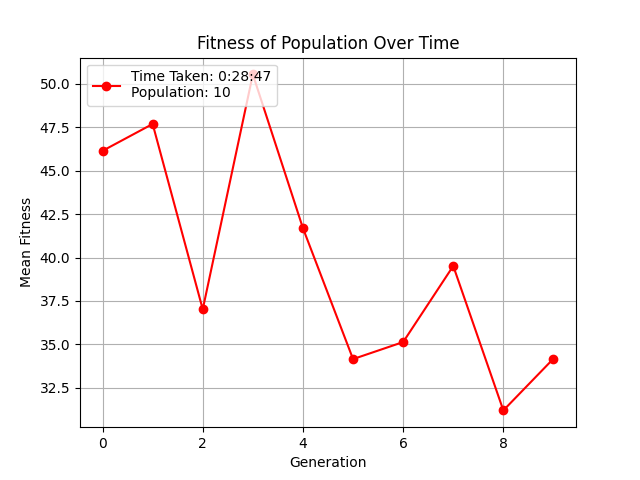 Fitness of Population Over Time
Time Taken: 0:28:47
Population: 10
50.0
47.5
45.0
42.5
40.0
37.5
35.0
32.5
Mean Fitness
0 2 4 6 8
Generation